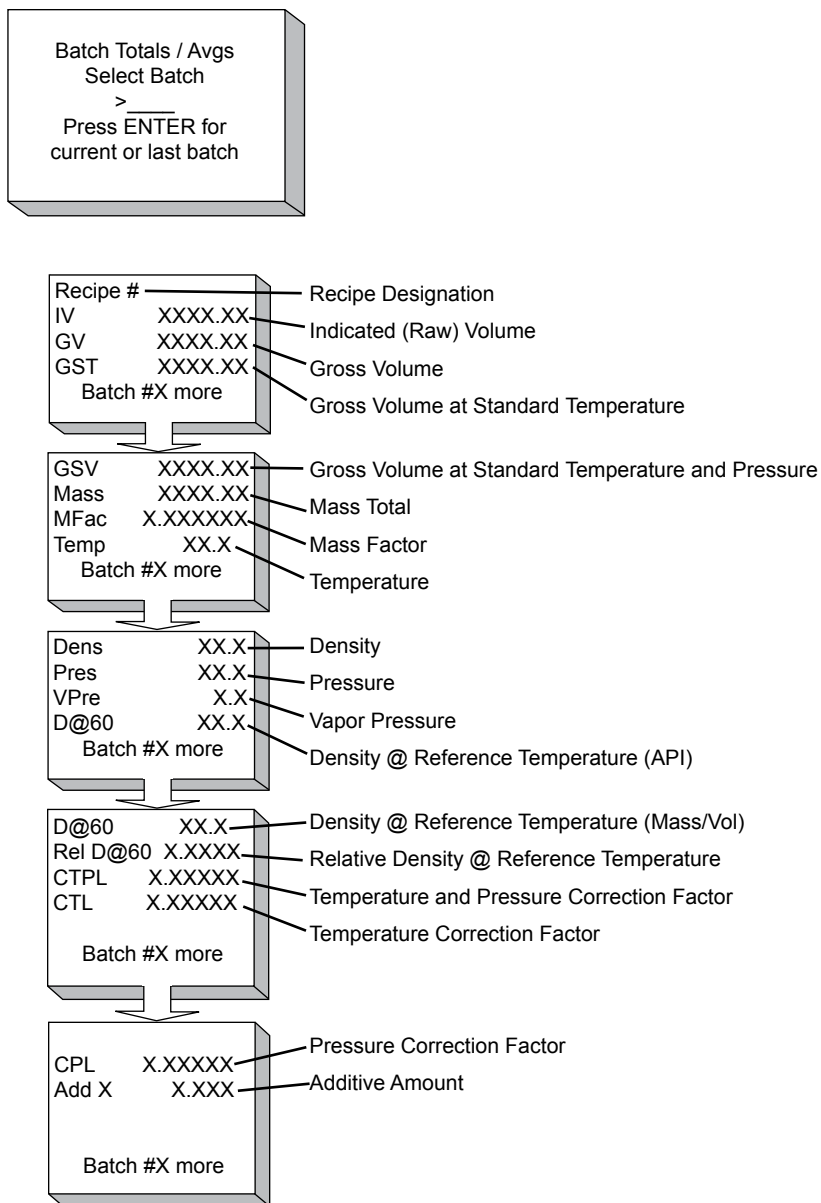 Batch Totals / Avgs
Select Batch
>____
Press ENTER for
current or last batch
Recipe #
Recipe Designation
IV XXXX.XX
Indicated (Raw) Volume
GV XXXX.XX
Gross Volume
GST XXXX.XX
Gross Volume at Standard Temperature
Batch #X more
GSV XXXX.XX
Gross Volume at Standard Temperature and Pressure
Mass XXXX.XX
Mass Total
MFac X.XXXXXX
Mass Factor
Temp XX.X
Temperature
Batch #X more
Dens XX.X
Density
Pres XX.X
Pressure
VPre X.X
Vapor Pressure
D@60 XX.X
Density @ Reference Temperature (API)
Batch #X more
D@60 XX.X
Density @ Reference Temperature (Mass/Vol)
Rel D@60 X.XXXX
Relative Density @ Reference Temperature
CTPL X.XXXXX
Temperature and Pressure Correction Factor
CTL X.XXXXX
Temperature Correction Factor
Batch #X more
CPL X.XXXXX
Pressure Correction Factor
Add X X.XXX
Additive Amount
Batch #X more